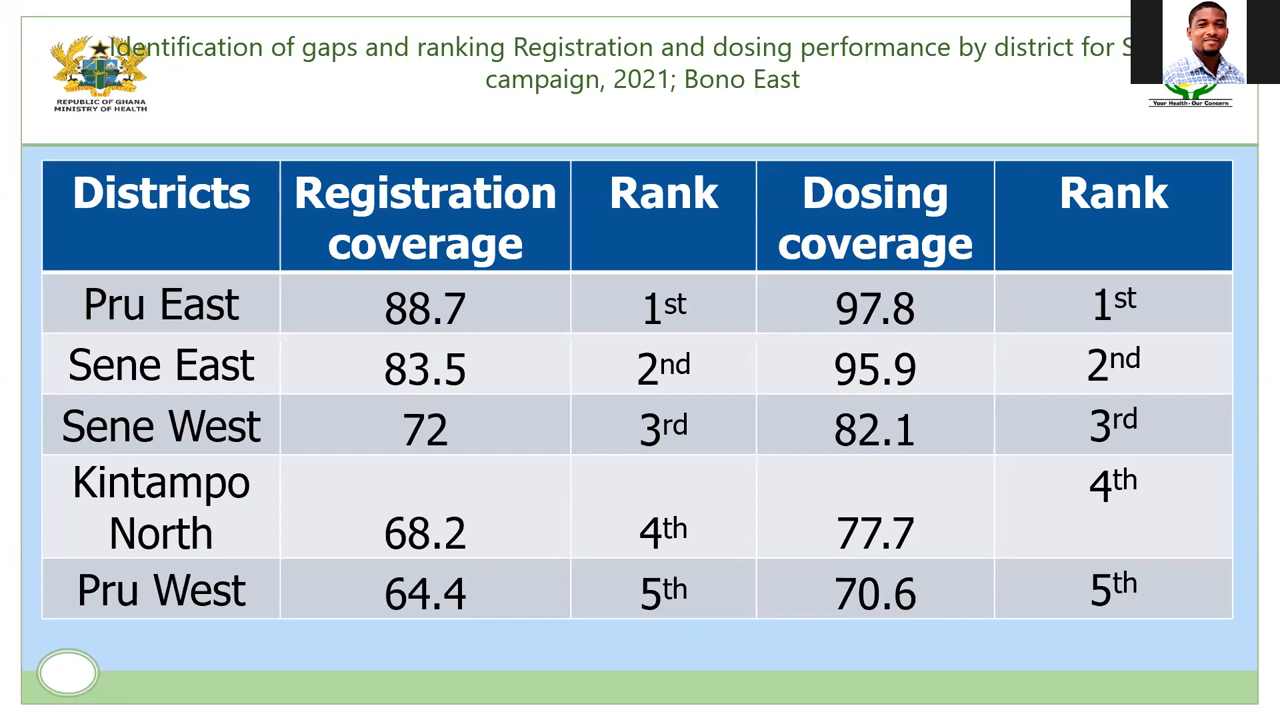 Identification of gaps and ranking Registration and dosing performance by district for
campaign, 2021; Bono East
REPUBLIC OF GHANA
MINISTRY OF HEALTH
Your Health - Our Concern
Districts Registration coverage Rank Dosing coverage Rank
Pru East 88.7 1st 97.8 1st
Sene East 83.5 2nd 95.9 2nd
Sene West 72 3rd 82.1 3rd
Kintampo North 68.2 4th 77.7 4th
Pru West 64.4 5th 70.6 5th